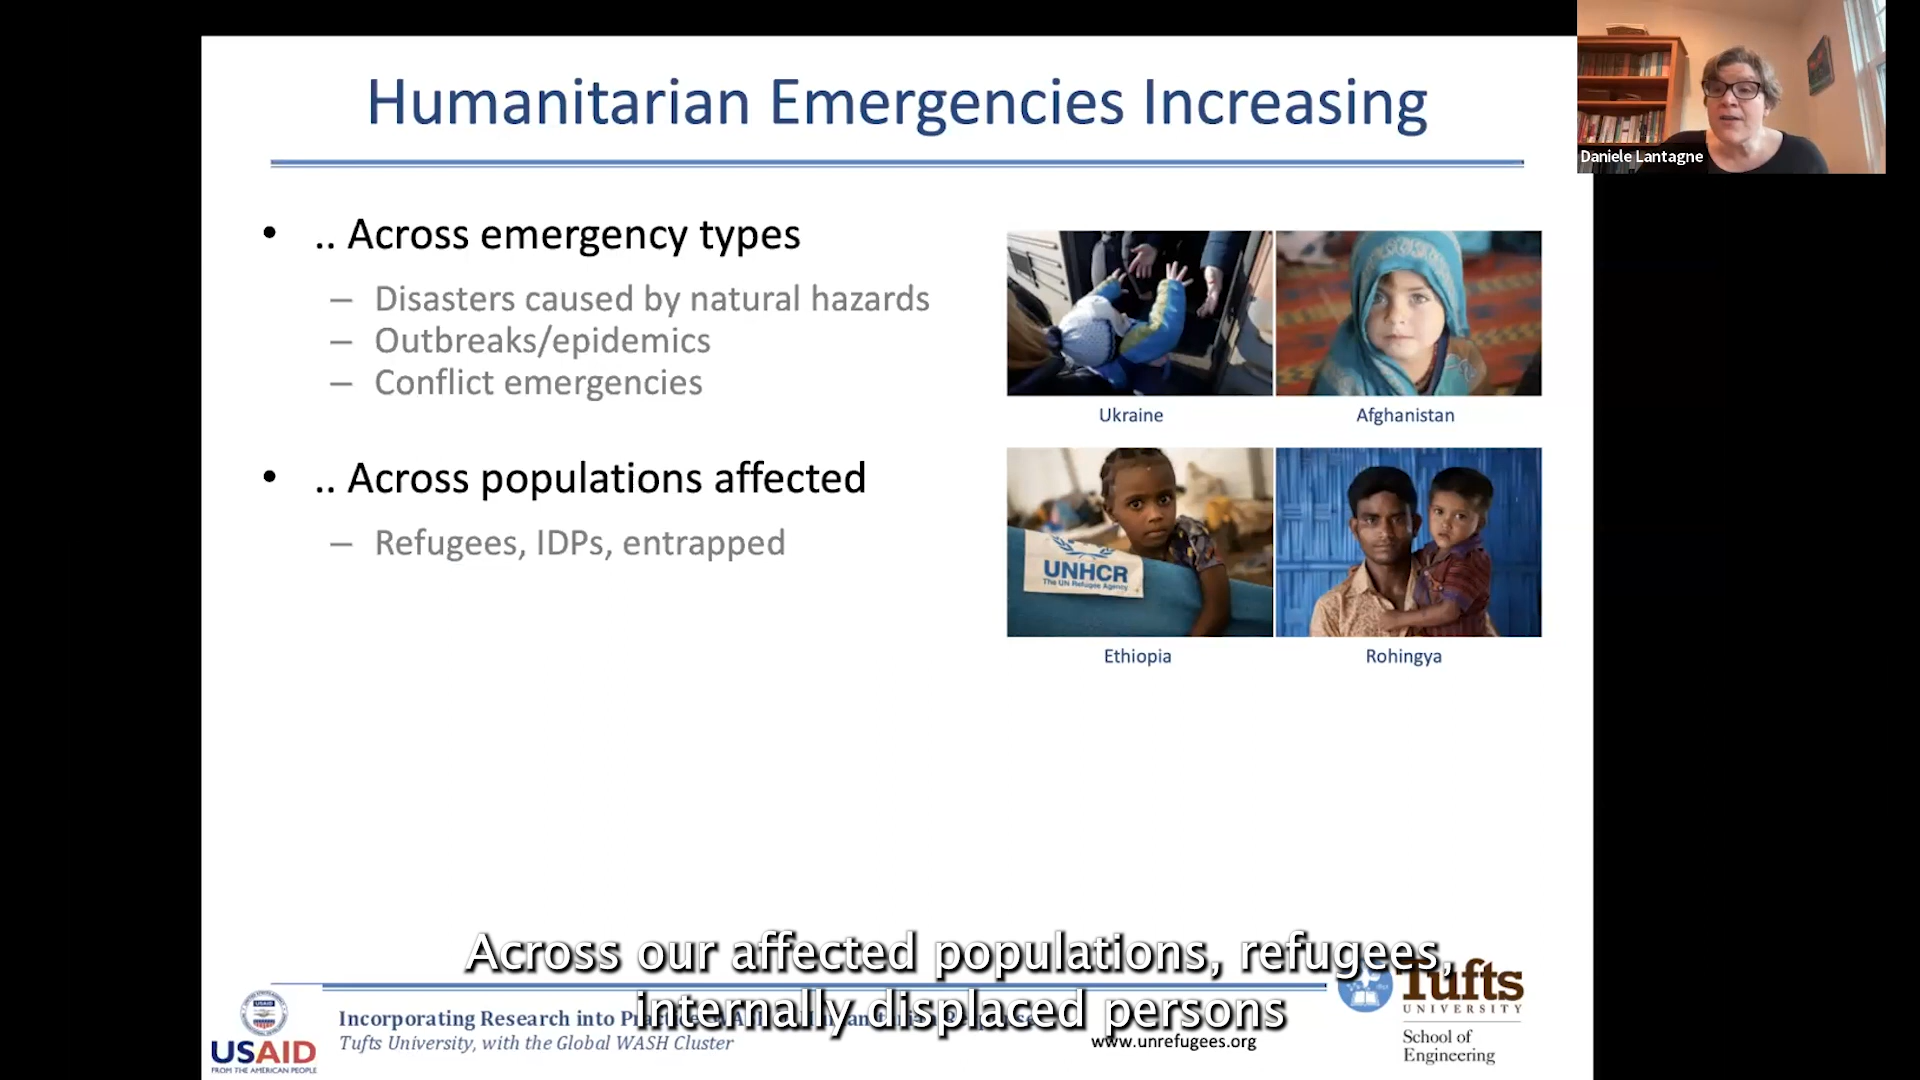 Humanitarian Emergencies Increasing
Daniele Lantagne
• .. Across emergency types
– Disasters caused by natural hazards
– Outbreaks/epidemics
– Conflict emergencies
Ukraine
Afghanistan
• .. Across populations affected
– Refugees, IDPs, entrapped
UNHCR
The UN Refugee Agency
Ethiopia
Rohingya
Across our affected populations, refugees,
internally displaced persons
USAID
FROM THE AMERICAN PEOPLE
Incorporating Research into
Tufts University, with the Global WASH Cluster
www.unrefugees.org
Tufts
UNIVERSITY
School of
Engineering